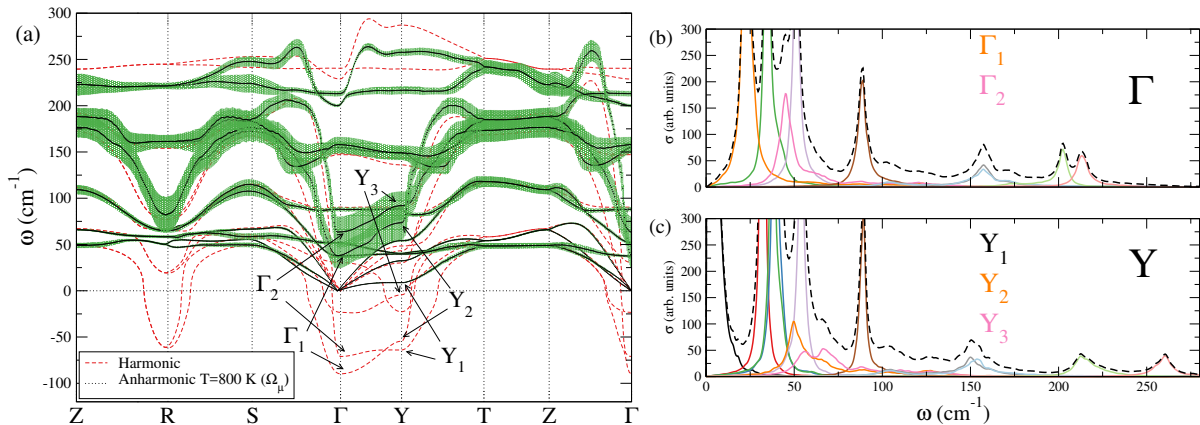 (a)
300
250
200
150
100
50
0
-50
-100
ω (cm-1)
Y3
Γ2
Y2
Γ1
Y1
Harmonic
Anharmonic T=800 K (Ωμ)
Z R S Γ Y T Z Γ
(b)
300
250
200
150
100
50
0
σ (arb. units)
Γ1
Γ2
Γ
(c)
300
250
200
150
100
50
0
σ (arb. units)
Y1
Y2
Y3
Y
0 50 100 150 200 250
ω (cm-1)